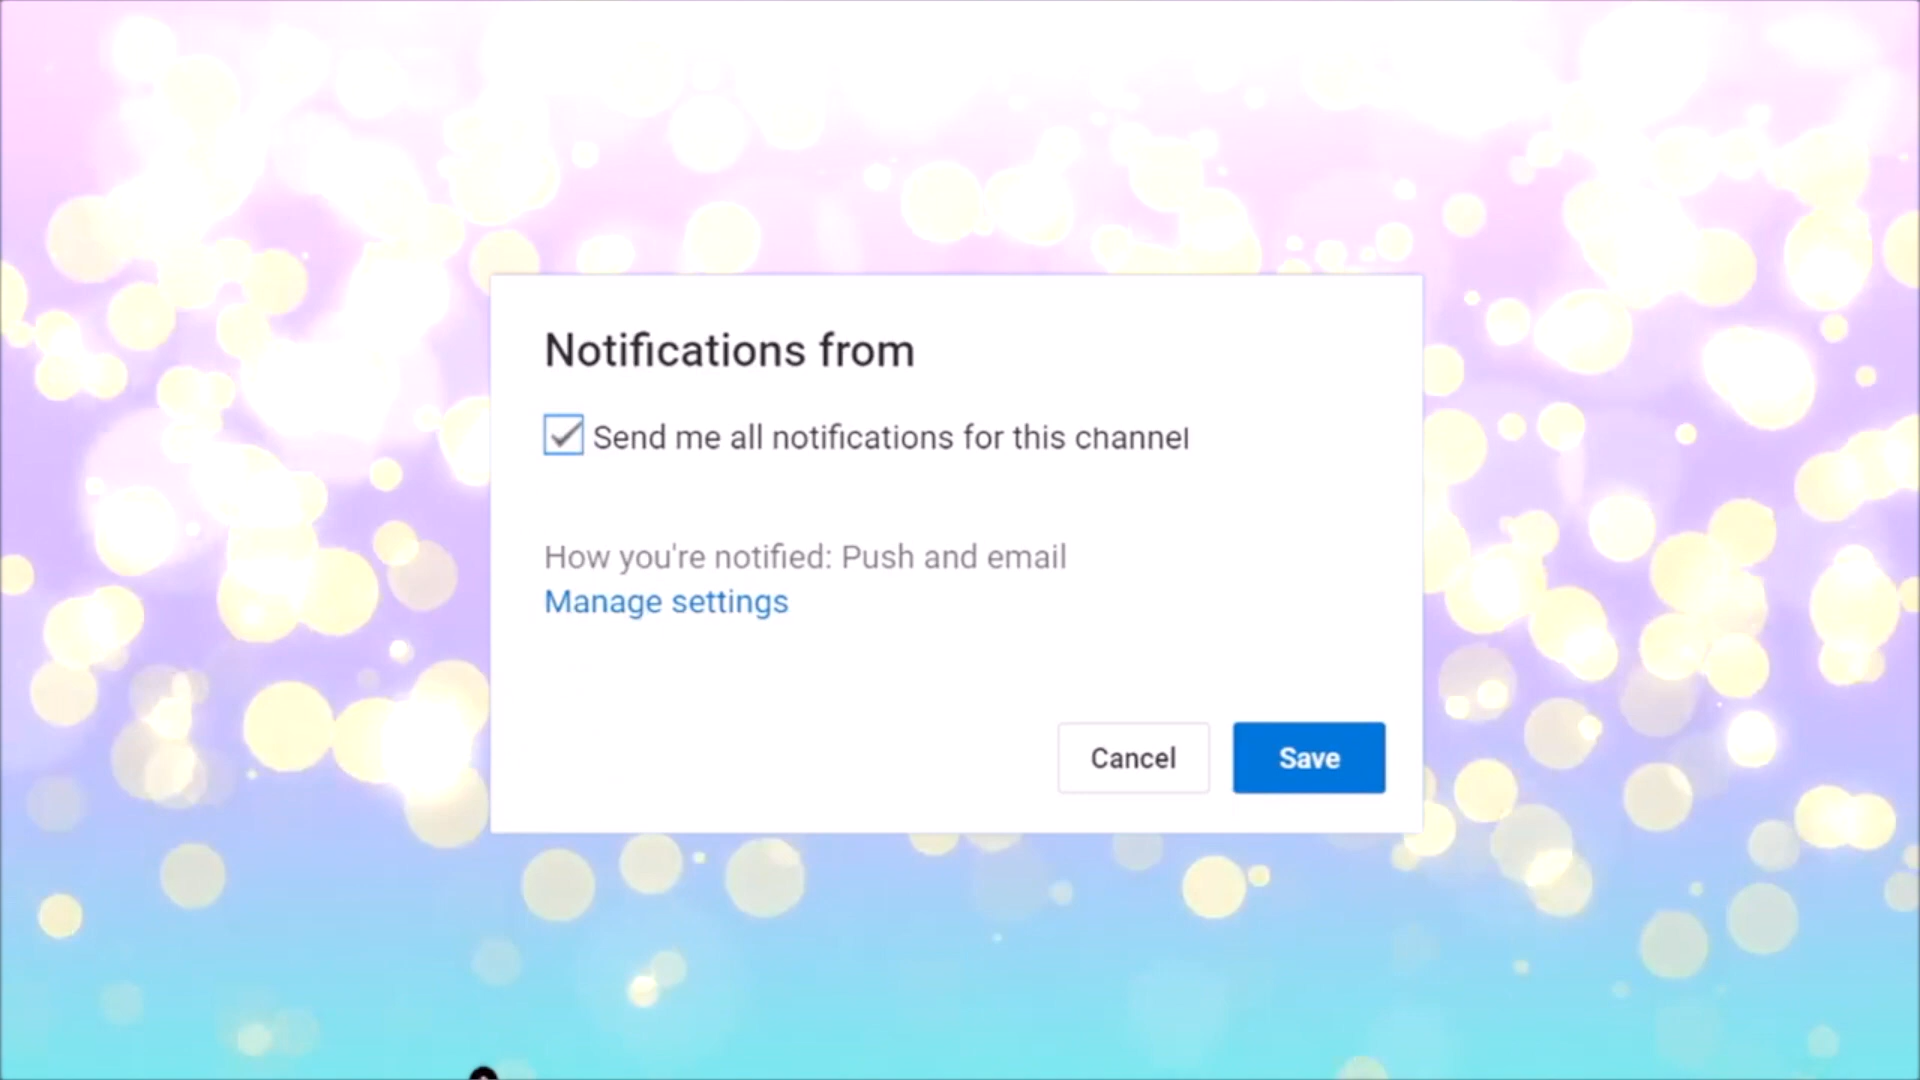 Notifications from
Send me all notifications for this channel
How you're notified: Push and email
Manage settings
Cancel
Save